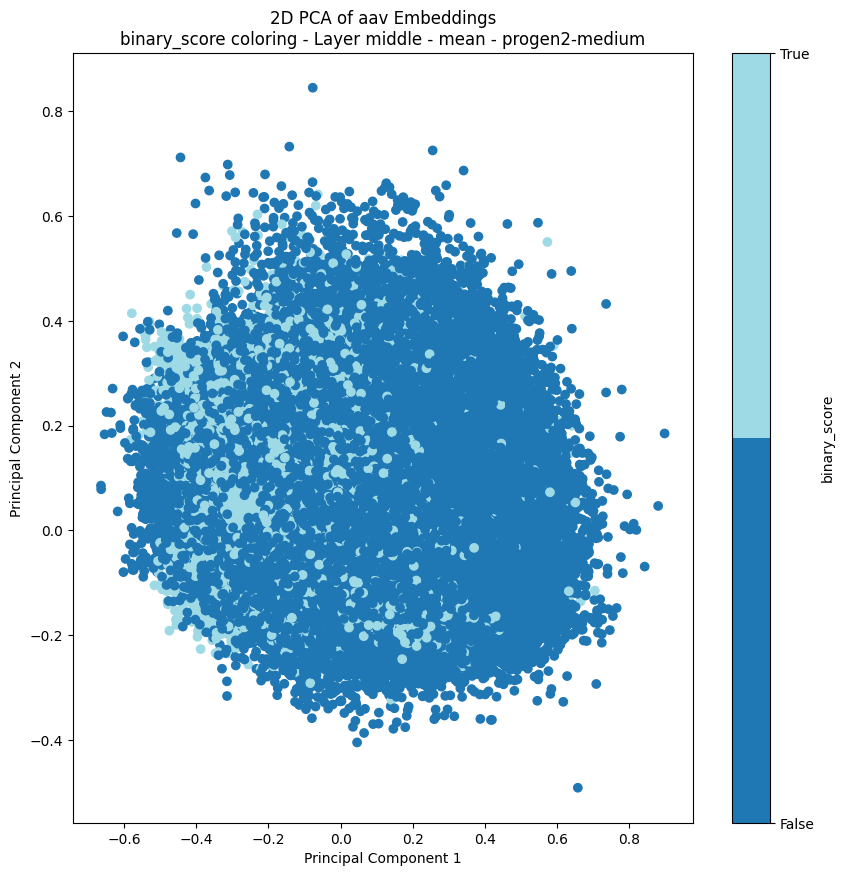 2D PCA of aav Embeddings
binary_score coloring - Layer middle - mean - progen2-medium
True
0.8
0.6
0.4
0.2
0.0
−0.2
−0.4
Principal Component 2
binary_score
False
−0.6
−0.4
−0.2
0.0
0.2
0.4
0.6
0.8
Principal Component 1